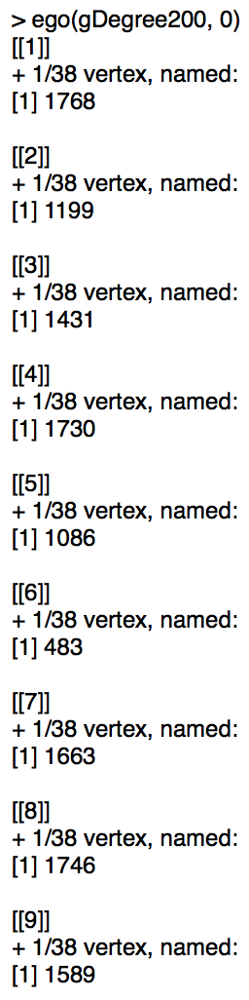 > ego(gDegree200, 0)
[[1]]
+ 1/38 vertex, named:
[1] 1768
[[2]]
+ 1/38 vertex, named:
[1] 1199
[[3]]
+ 1/38 vertex, named:
[1] 1431
[[4]]
+ 1/38 vertex, named:
[1] 1730
[[5]]
+ 1/38 vertex, named:
[1] 1086
[[6]]
+ 1/38 vertex, named:
[1] 483
[[7]]
+ 1/38 vertex, named:
[1] 1663
[[8]]
+ 1/38 vertex, named:
[1] 1746
[[9]]
+ 1/38 vertex, named:
[1] 1589